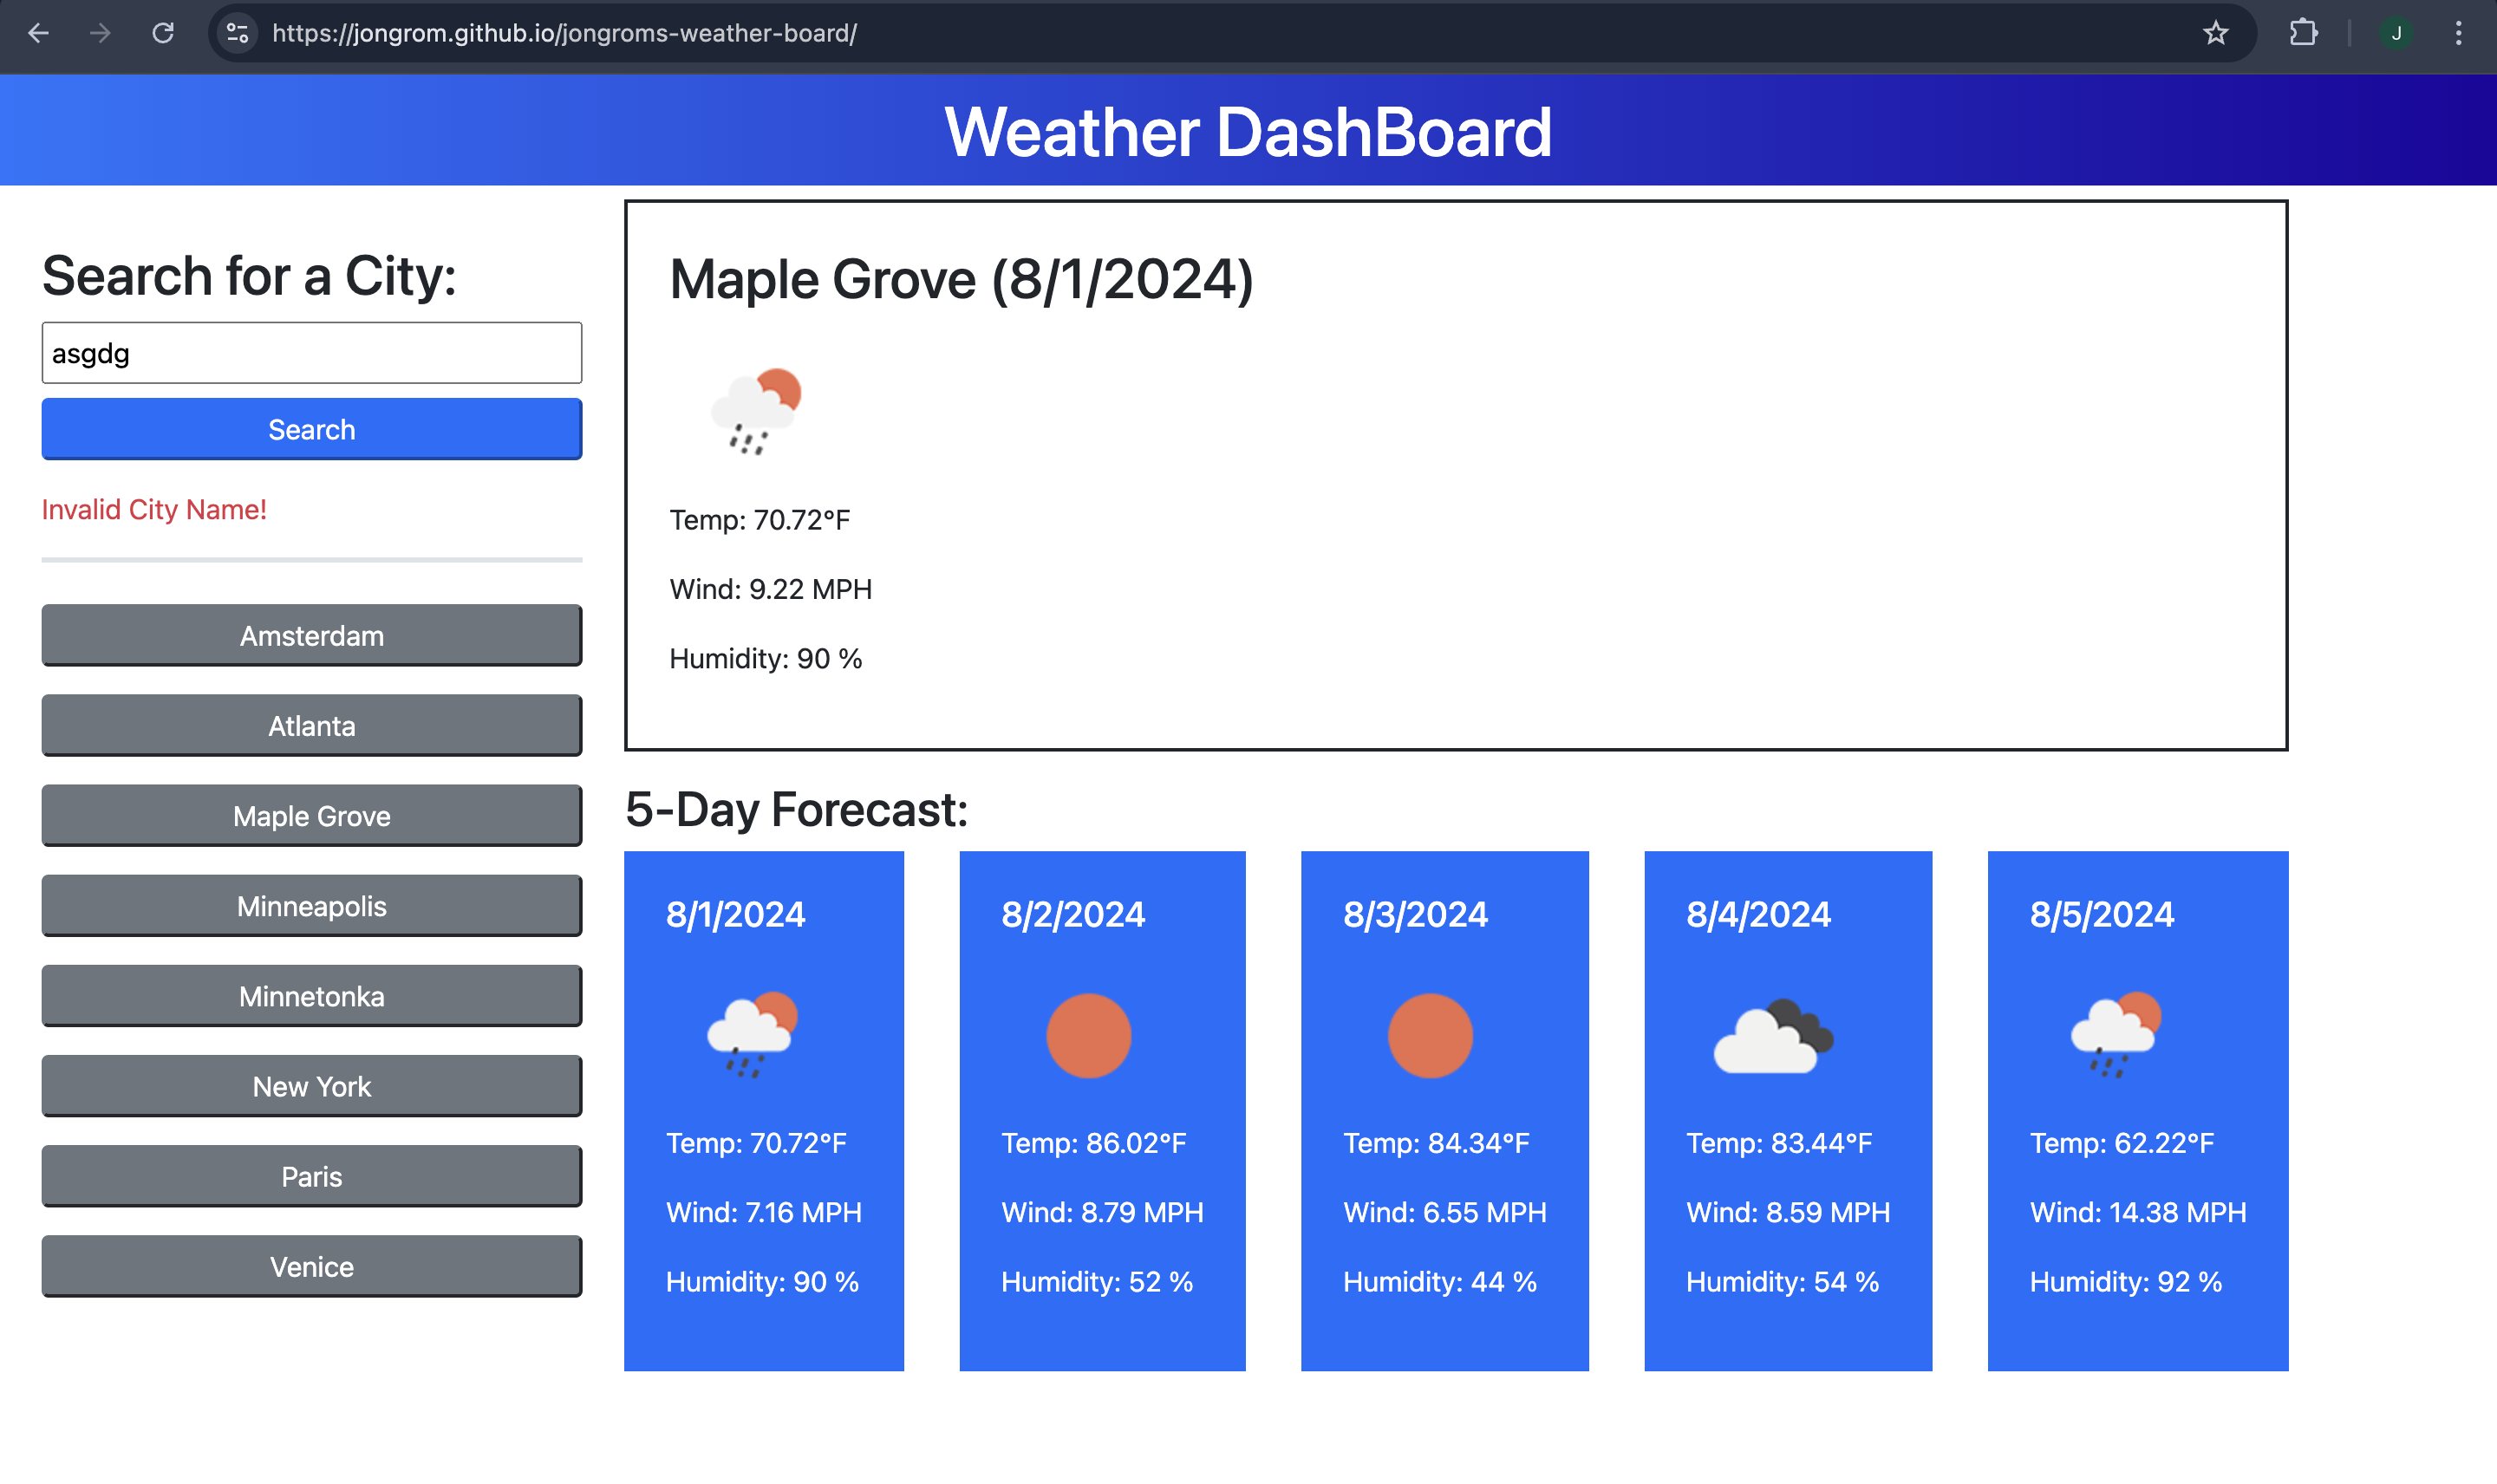 https://jongrom.github.io/jongroms-weather-board/
J
Weather DashBoard
Search for a City:
asgdg
Search
Invalid City Name!
Amsterdam
Atlanta
Maple Grove
Minneapolis
Minnetonka
New York
Paris
Venice
Maple Grove (8/1/2024)
Temp: 70.72°F
Wind: 9.22 MPH
Humidity: 90 %
5-Day Forecast:
8/1/2024
Temp: 70.72°F
Wind: 7.16 MPH
Humidity: 90 %
8/2/2024
Temp: 86.02°F
Wind: 8.79 MPH
Humidity: 52 %
8/3/2024
Temp: 84.34°F
Wind: 6.55 MPH
Humidity: 44 %
8/4/2024
Temp: 83.44°F
Wind: 8.59 MPH
Humidity: 54 %
8/5/2024
Temp: 62.22°F
Wind: 14.38 MPH
Humidity: 92 %